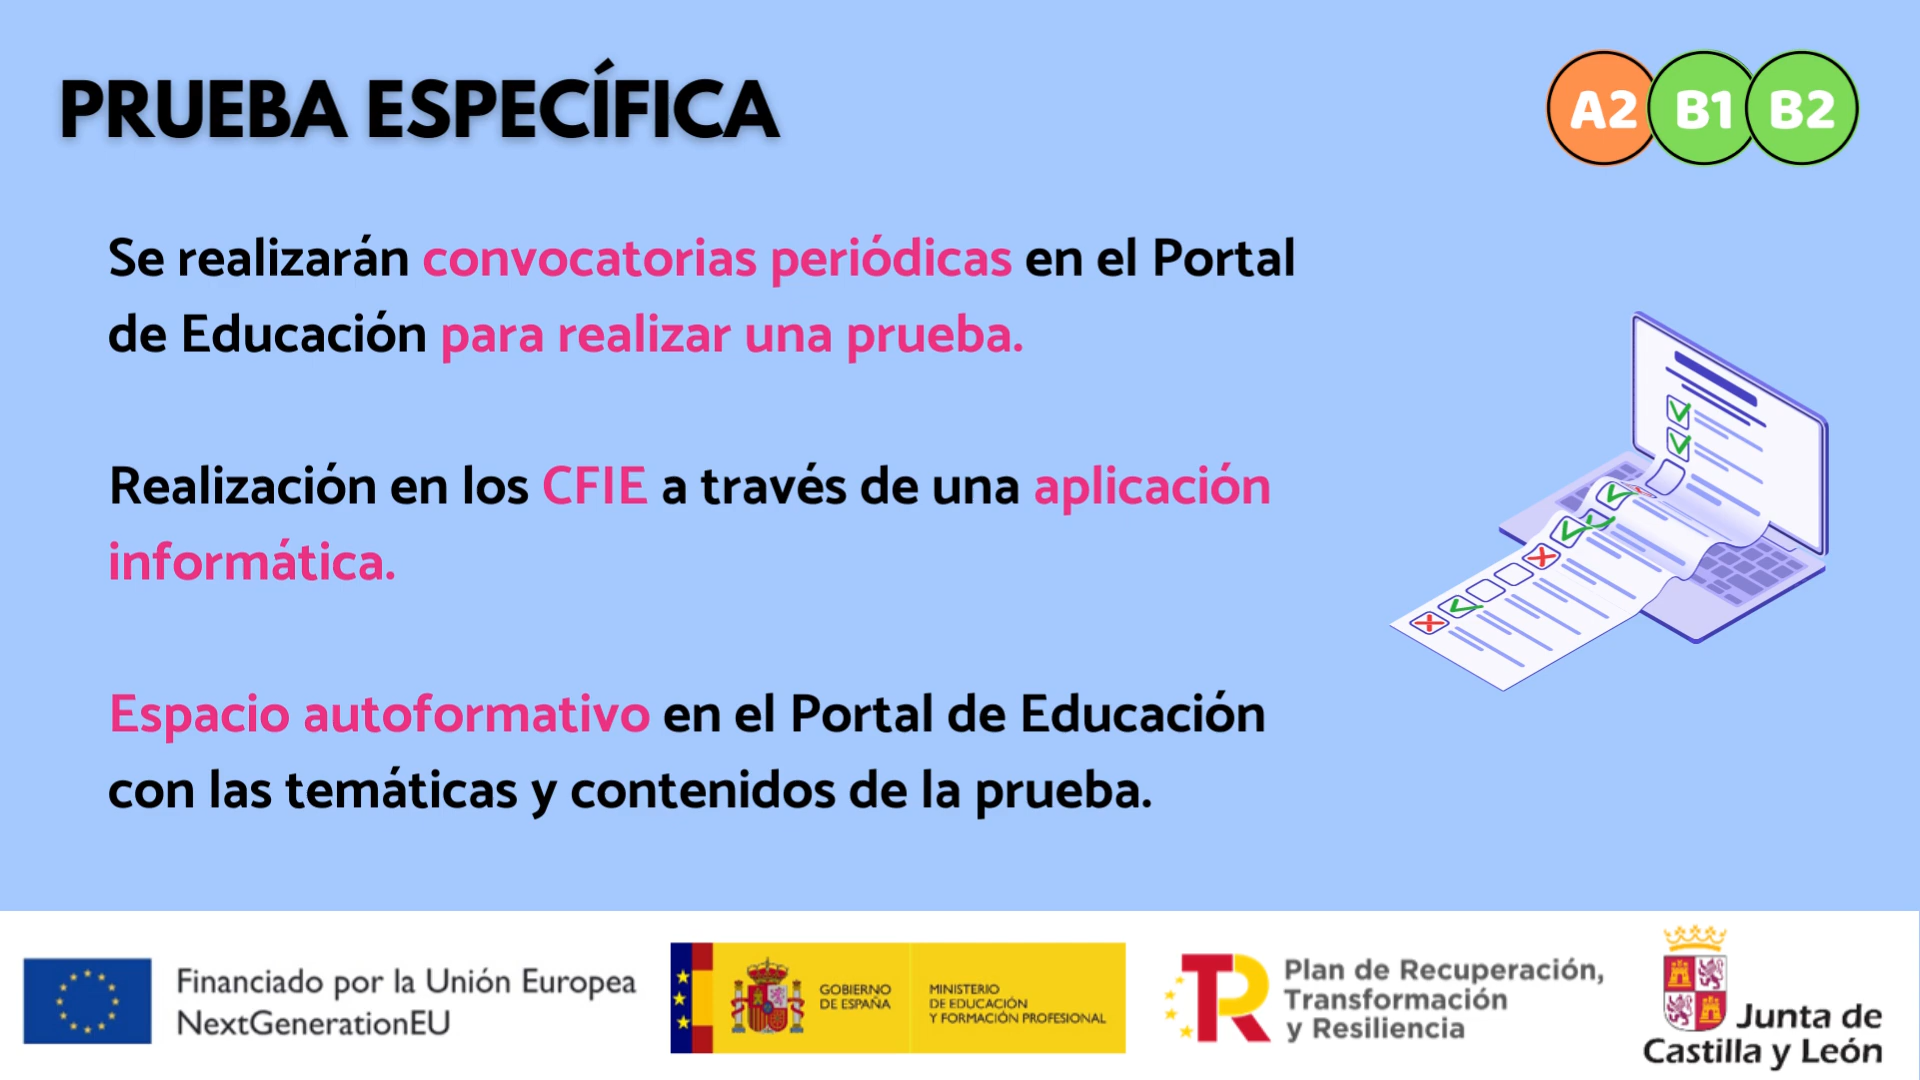 PRUEBA ESPECÍFICA
A2 B1 B2
Se realizarán convocatorias periódicas en el Portal
de Educación para realizar una prueba.
Realización en los CFIE a través de una aplicación
informática.
Espacio autoformativo en el Portal de Educación
con las temáticas y contenidos de la prueba.
Financiado por la Unión Europea
NextGenerationEU
GOBIERNO
DE ESPAÑA
MINISTERIO
DE EDUCACIÓN
Y FORMACIÓN PROFESIONAL
TR
Plan de Recuperación,
Transformación
y Resiliencia
Junta de
Castilla y León